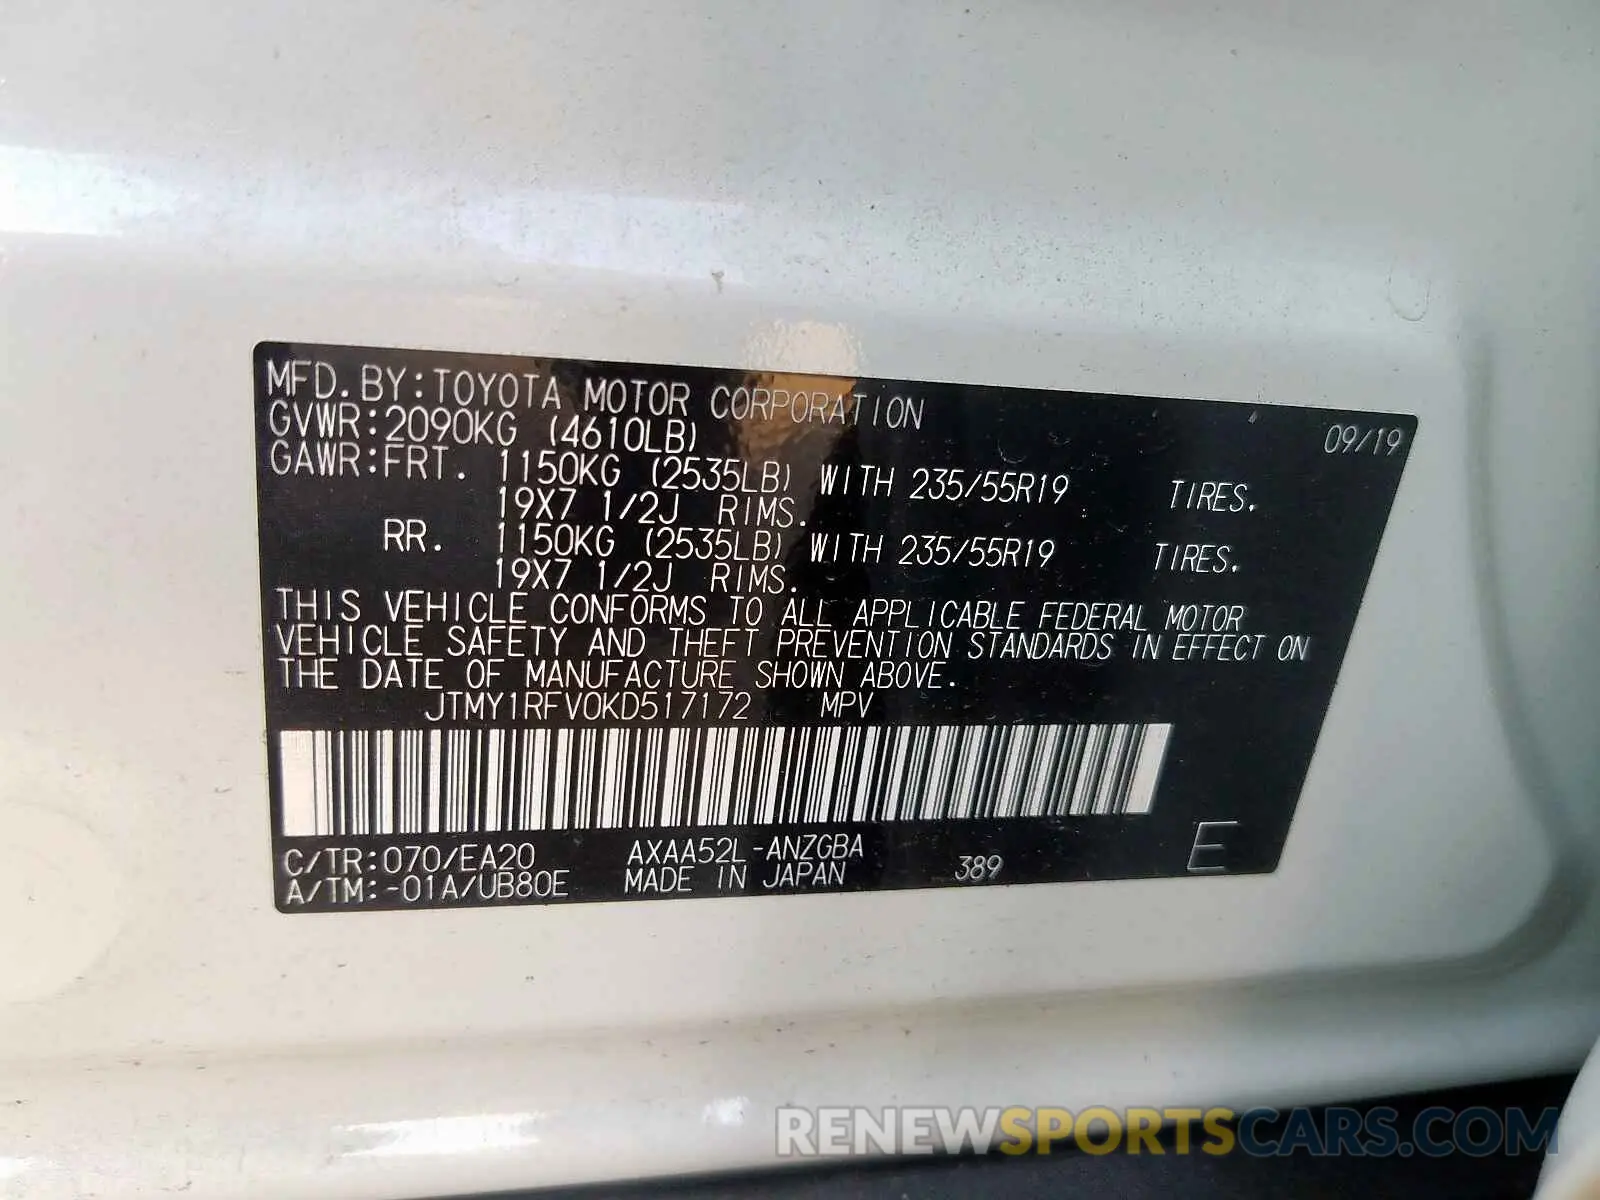 MFD.BY:TOYOTA MOTOR CORPORATION 09/19
GVWR:2090KG (4610LB)
GAWR:FRT. 1150KG (2535LB) WITH 235/55R19 TIRES.
19X7 1/2J RIMS.
RR. 1150KG (2535LB) WITH 235/55R19 TIRES.
19X7 1/2J RIMS.
THIS VEHICLE CONFORMS TO ALL APPLICABLE FEDERAL MOTOR
VEHICLE SAFETY AND THEFT PREVENTION STANDARDS IN EFFECT ON
THE DATE OF MANUFACTURE SHOWN ABOVE.
JTMY1RFV0KD517172 MPV
C/TR:070/EA20 AXAA52L-ANZGBA
A/TM:-01A/UB80E MADE IN JAPAN 389 E
RENEWSPORTSCARS.COM